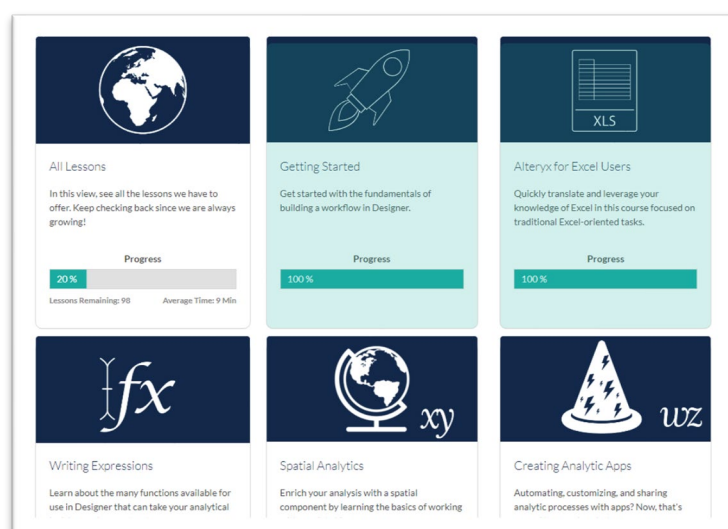 XLS
All Lessons
In this view, see all the lessons we have to
offer. Keep checking back since we are always
growing!
Progress
20 %
Lessons Remaining: 98
Average Time: 9 Min
Getting Started
Get started with the fundamentals of
building a workflow in Designer.
Progress
100 %
Alteryx for Excel Users
Quickly translate and leverage your
knowledge of Excel in this course focused on
traditional Excel-oriented tasks.
Progress
100 %
fx
Writing Expressions
Learn about the many functions available for
use in Designer that can take your analytical
xy
Spatial Analytics
Enrich your analysis with a spatial
component by learning the basics of working
wz
Creating Analytic Apps
Automating, customizing, and sharing
analytic processes with apps? Now, that's